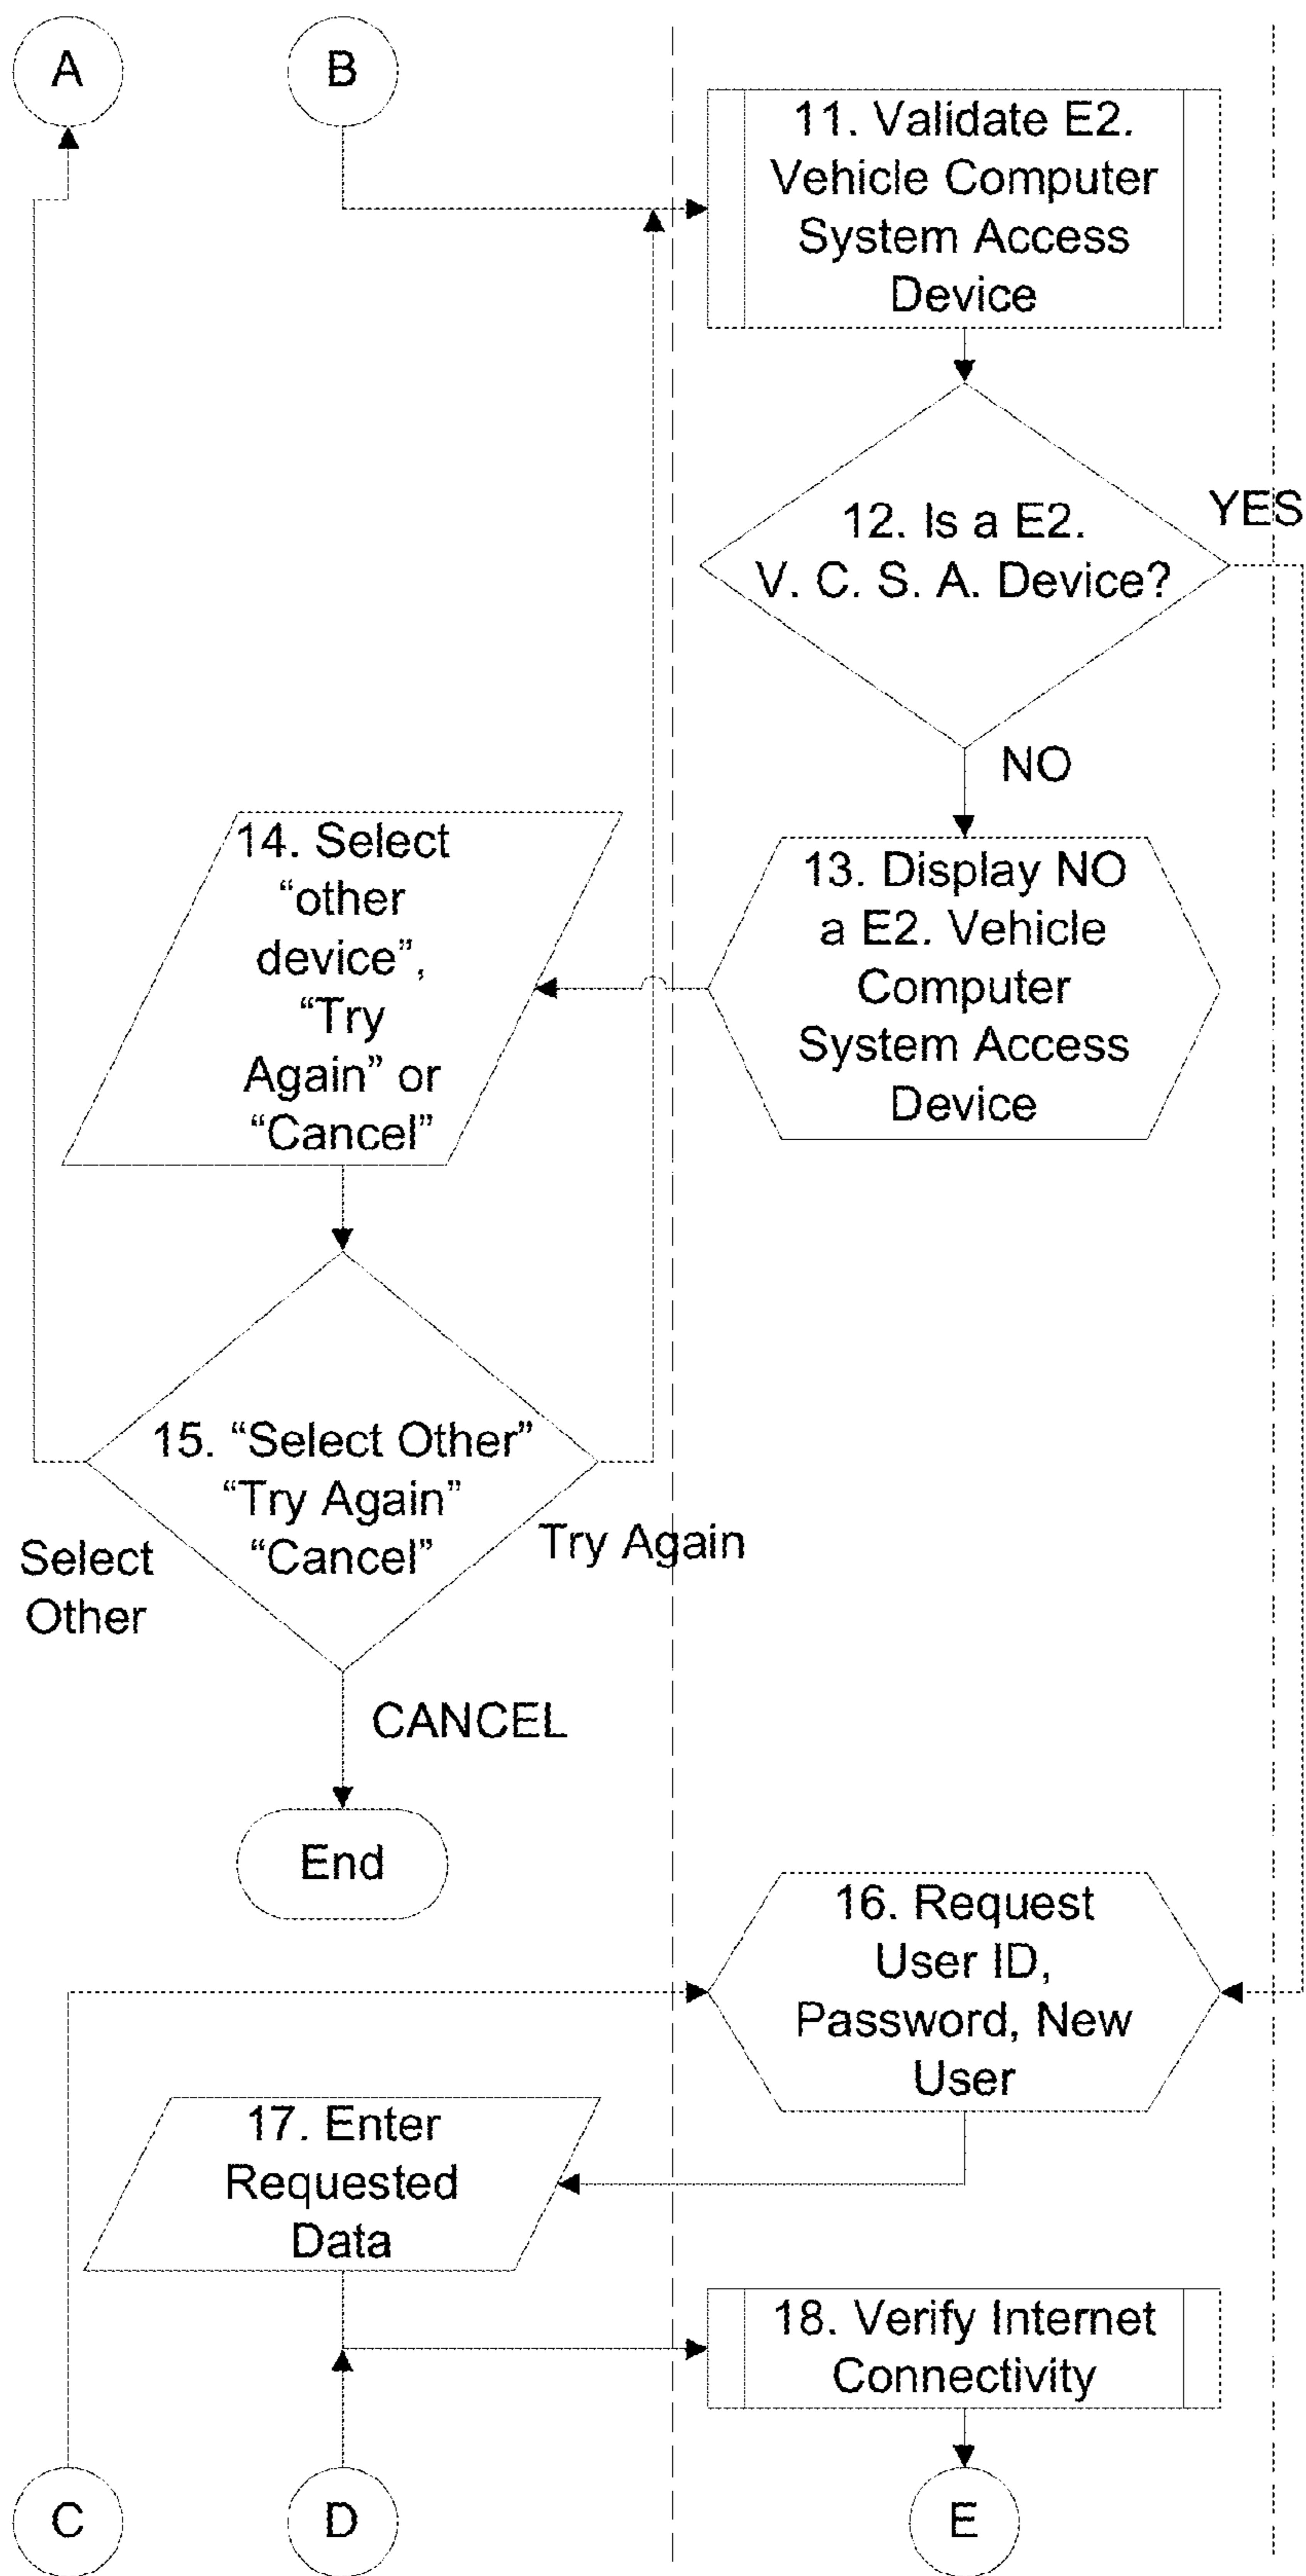 A
B
11. Validate E2.
Vehicle Computer
System Access
Device
12. Is a E2.
V. C. S. A. Device?
YES
NO
13. Display NO
a E2. Vehicle
Computer
System Access
Device
14. Select
“other
device”,
“Try
Again” or
“Cancel”
15. “Select Other”
“Try Again”
“Cancel”
Select
Other
Try Again
CANCEL
End
16. Request
User ID,
Password, New
User
17. Enter
Requested
Data
18. Verify Internet
Connectivity
C
D
E